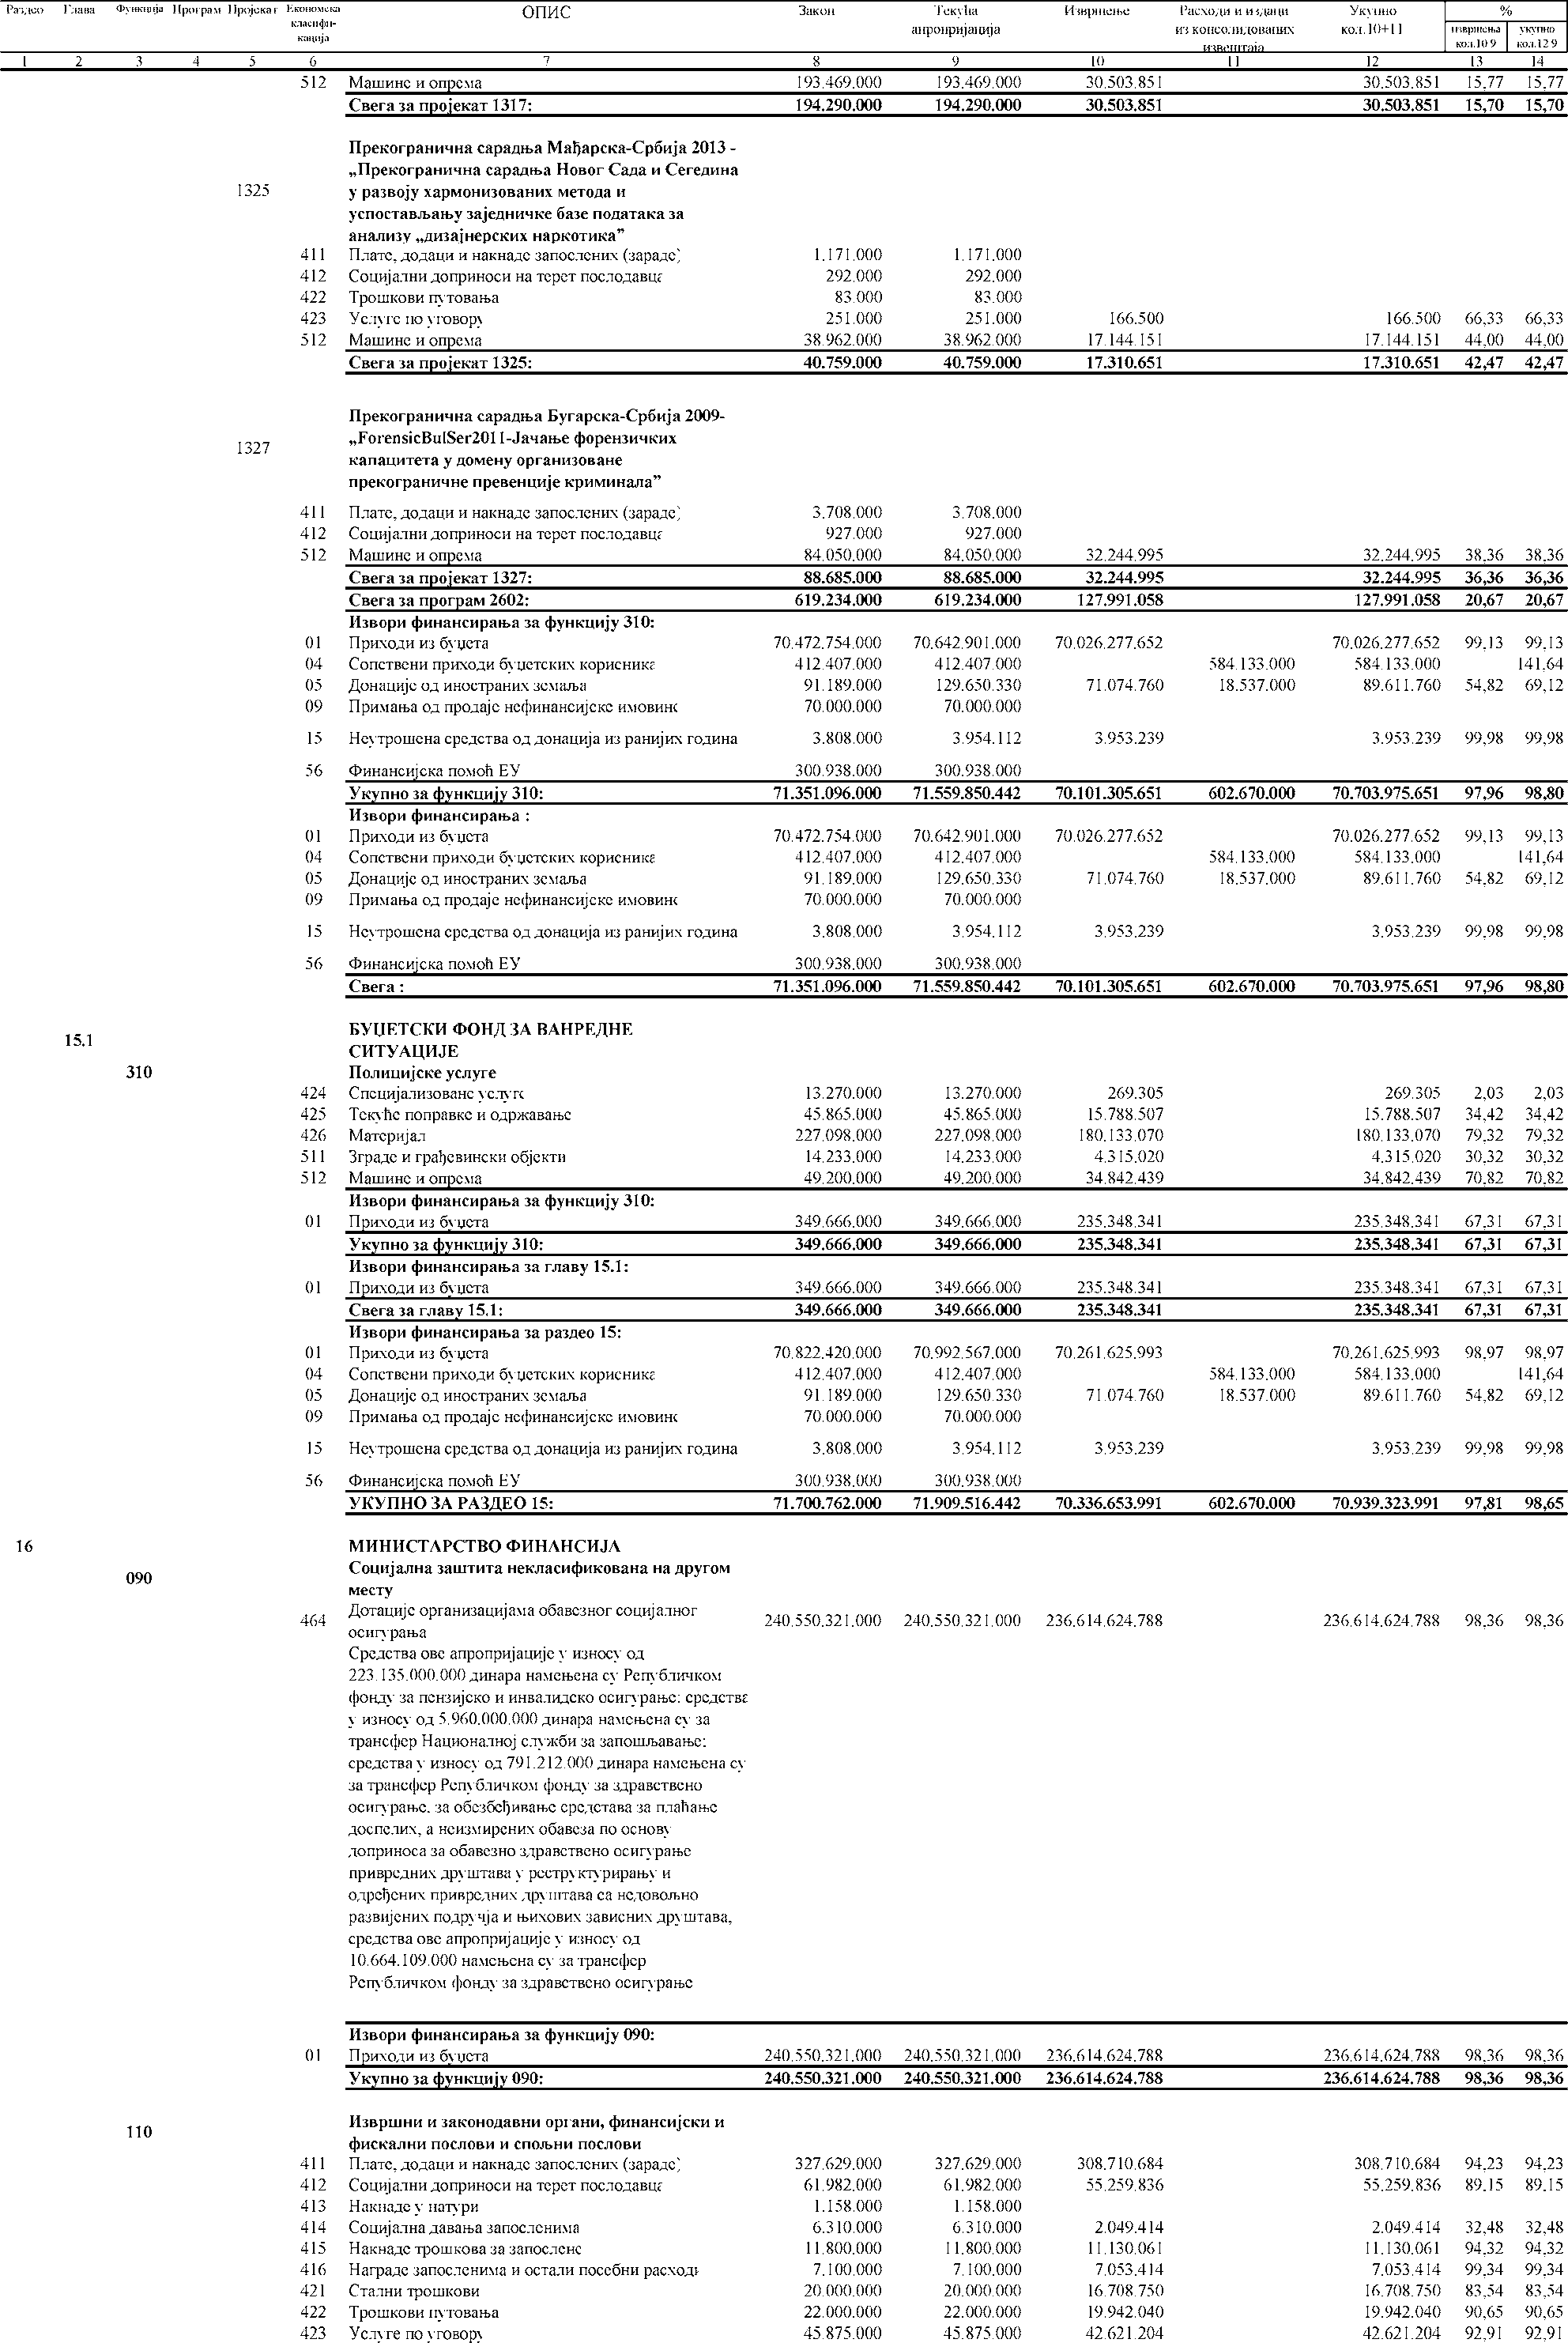 Раздео Глава Функција Програм Пројекат Економска класифи-кација ОПИС Закон Текућа апропријација Извршење Расходи и издаци из консолидованих извештаја Укупно кол.10+11 % извршења кол.10/9 укупно кол.12/9
1 2 3 4 5 6 7 8 9 10 11 12 13 14
512 Машине и опрема 193.469.000 193.469.000 30.503.851 30.503.851 15,77 15,77
Свега за пројекат 1317: 194.290.000 194.290.000 30.503.851 30.503.851 15,70 15,70
Прекогранична сарадња Мађарска-Србија 2013 -
„Прекогранична сарадња Новог Сада и Сегедина
1325 у развоју хармонизованих метода и
успостављању заједничке базе података за
анализу „дизајнерских наркотика”
411 Плате, додаци и накнаде запослених (зараде) 1.171.000 1.171.000
412 Социјални доприноси на терет послодавца 292.000 292.000
422 Трошкови путовања 83.000 83.000
423 Услуге по уговору 251.000 251.000 166.500 166.500 66,33 66,33
512 Машине и опрема 38.962.000 38.962.000 17.144.151 17.144.151 44,00 44,00
Свега за пројекат 1325: 40.759.000 40.759.000 17.310.651 17.310.651 42,47 42,47
Прекогранична сарадња Бугарска-Србија 2009-
„ForensicBulSer2011-Јачање форензичких
1327 капацитета у домену организоване
прекограничне превенције криминала”
411 Плате, додаци и накнаде запослених (зараде) 3.708.000 3.708.000
412 Социјални доприноси на терет послодавца 927.000 927.000
512 Машине и опрема 84.050.000 84.050.000 32.244.995 32.244.995 38,36 38,36
Свега за пројекат 1327: 88.685.000 88.685.000 32.244.995 32.244.995 36,36 36,36
Свега за програм 2602: 619.234.000 619.234.000 127.991.058 127.991.058 20,67 20,67
Извори финансирања за функцију 310:
01 Приходи из буџета 70.472.754.000 70.642.901.000 70.026.277.652 70.026.277.652 99,13 99,13
04 Сопствени приходи буџетских корисника 412.407.000 412.407.000 584.133.000 584.133.000 141,64
05 Донације од иностраних земаља 91.189.000 129.650.330 71.074.760 18.537.000 89.611.760 54,82 69,12
09 Примања од продаје нефинансијске имовине 70.000.000 70.000.000
15 Неутрошена средства од донација из ранијих година 3.808.000 3.954.112 3.953.239 3.953.239 99,98 99,98
56 Финансијска помоћ ЕУ 300.938.000 300.938.000
Укупно за функцију 310: 71.351.096.000 71.559.850.442 70.101.305.651 602.670.000 70.703.975.651 97,96 98,80
Извори финансирања :
01 Приходи из буџета 70.472.754.000 70.642.901.000 70.026.277.652 70.026.277.652 99,13 99,13
04 Сопствени приходи буџетских корисника 412.407.000 412.407.000 584.133.000 584.133.000 141,64
05 Донације од иностраних земаља 91.189.000 129.650.330 71.074.760 18.537.000 89.611.760 54,82 69,12
09 Примања од продаје нефинансијске имовине 70.000.000 70.000.000
15 Неутрошена средства од донација из ранијих година 3.808.000 3.954.112 3.953.239 3.953.239 99,98 99,98
56 Финансијска помоћ ЕУ 300.938.000 300.938.000
Свега : 71.351.096.000 71.559.850.442 70.101.305.651 602.670.000 70.703.975.651 97,96 98,80
15.1 БУЏЕТСКИ ФОНД ЗА ВАНРЕДНЕ
СИТУАЦИЈЕ
310 Полицијске услуге
424 Специјализоване услуге 13.270.000 13.270.000 269.305 269.305 2,03 2,03
425 Текуће поправке и одржавање 45.865.000 45.865.000 15.788.507 15.788.507 34,42 34,42
426 Материјал 227.098.000 227.098.000 180.133.070 180.133.070 79,32 79,32
511 Зграде и грађевински објекти 14.233.000 14.233.000 4.315.020 4.315.020 30,32 30,32
512 Машине и опрема 49.200.000 49.200.000 34.842.439 34.842.439 70,82 70,82
Извори финансирања за функцију 310:
01 Приходи из буџета 349.666.000 349.666.000 235.348.341 235.348.341 67,31 67,31
Укупно за функцију 310: 349.666.000 349.666.000 235.348.341 235.348.341 67,31 67,31
Извори финансирања за главу 15.1:
01 Приходи из буџета 349.666.000 349.666.000 235.348.341 235.348.341 67,31 67,31
Свега за главу 15.1: 349.666.000 349.666.000 235.348.341 235.348.341 67,31 67,31
Извори финансирања за раздео 15:
01 Приходи из буџета 70.822.420.000 70.992.567.000 70.261.625.993 70.261.625.993 98,97 98,97
04 Сопствени приходи буџетских корисника 412.407.000 412.407.000 584.133.000 584.133.000 141,64
05 Донације од иностраних земаља 91.189.000 129.650.330 71.074.760 18.537.000 89.611.760 54,82 69,12
09 Примања од продаје нефинансијске имовине 70.000.000 70.000.000
15 Неутрошена средства од донација из ранијих година 3.808.000 3.954.112 3.953.239 3.953.239 99,98 99,98
56 Финансијска помоћ ЕУ 300.938.000 300.938.000
УКУПНО ЗА РАЗДЕО 15: 71.700.762.000 71.909.516.442 70.336.653.991 602.670.000 70.939.323.991 97,81 98,65
16 МИНИСТАРСТВО ФИНАНСИЈА
090 Социјална заштита некласификована на другом
месту
464 Дотације организацијама обавезног социјалног
осигурања 240.550.321.000 240.550.321.000 236.614.624.788 236.614.624.788 98,36 98,36
Средства ове апропријације у износу од
223.135.000.000 динара намењена су Републичком
фонду за пензијско и инвалидско осигурање; средства
у износу од 5.960.000.000 динара намењена су за
трансфер Националној служби за запошљавање;
средства у износу од 791.212.000 динара намењена су
за трансфер Републичком фонду за здравствено
осигурање, за обезбеђивање средстава за плаћање
доспелих, а неизмирених обавеза по основу
доприноса за обавезно здравствено осигурање
привредних друштава у реструктурирању и
одређених привредних друштава са недовољно
развијених подручја и њихових зависних друштава,
средства ове апропријације у износу од
10.664.109.000 намењена су за трансфер
Републичком фонду за здравствено осигурање
Извори финансирања за функцију 090:
01 Приходи из буџета 240.550.321.000 240.550.321.000 236.614.624.788 236.614.624.788 98,36 98,36
Укупно за функцију 090: 240.550.321.000 240.550.321.000 236.614.624.788 236.614.624.788 98,36 98,36
110 Извршни и законодавни органи, финансијски и
фискални послови и спољни послови
411 Плате, додаци и накнаде запослених (зараде) 327.629.000 327.629.000 308.710.684 308.710.684 94,23 94,23
412 Социјални доприноси на терет послодавца 61.982.000 61.982.000 55.259.836 55.259.836 89,15 89,15
413 Накнаде у натури 1.158.000 1.158.000
414 Социјална давања запосленима 6.310.000 6.310.000 2.049.414 2.049.414 32,48 32,48
415 Накнаде трошкова за запослене 11.800.000 11.800.000 11.130.061 11.130.061 94,32 94,32
416 Награде запосленима и остали посебни расходи 7.100.000 7.100.000 7.053.414 7.053.414 99,34 99,34
421 Стални трошкови 20.000.000 20.000.000 16.708.750 16.708.750 83,54 83,54
422 Трошкови путовања 22.000.000 22.000.000 19.942.040 19.942.040 90,65 90,65
423 Услуге по уговору 45.875.000 45.875.000 42.621.204 42.621.204 92,91 92,91